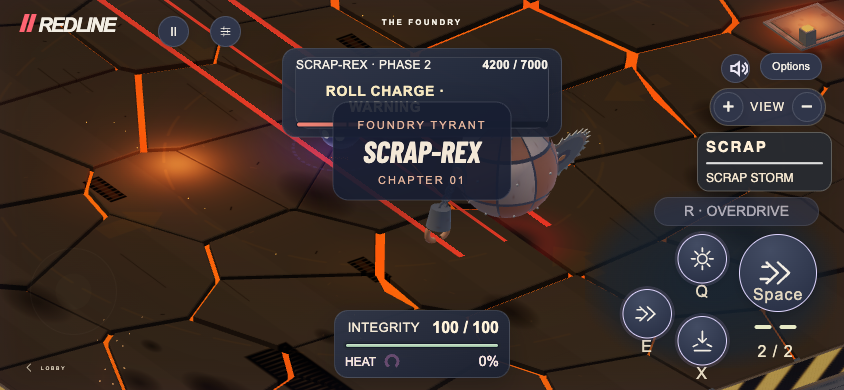 REDLINE
THE FOUNDRY
SCRAP-REX · PHASE 2
4200 / 7000
ROLL CHARGE ·
WARNING
FOUNDRY TYRANT
SCRAP-REX
CHAPTER 01
Options
+ VIEW −
SCRAP
SCRAP STORM
R · OVERDRIVE
Q
Space
E
X
2 / 2
INTEGRITY 100 / 100
HEAT 0%
LOBBY